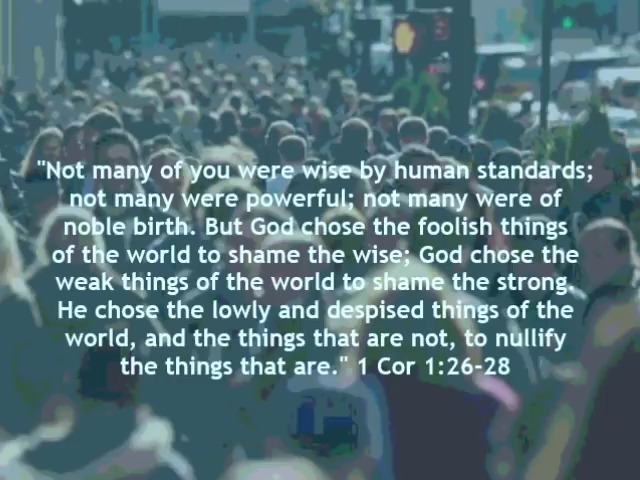 "Not many of you were wise by human standards;
not many were powerful; not many were of
noble birth. But God chose the foolish things
of the world to shame the wise; God chose the
weak things of the world to shame the strong.
He chose the lowly and despised things of the
world, and the things that are not, to nullify
the things that are." 1 Cor 1:26-28